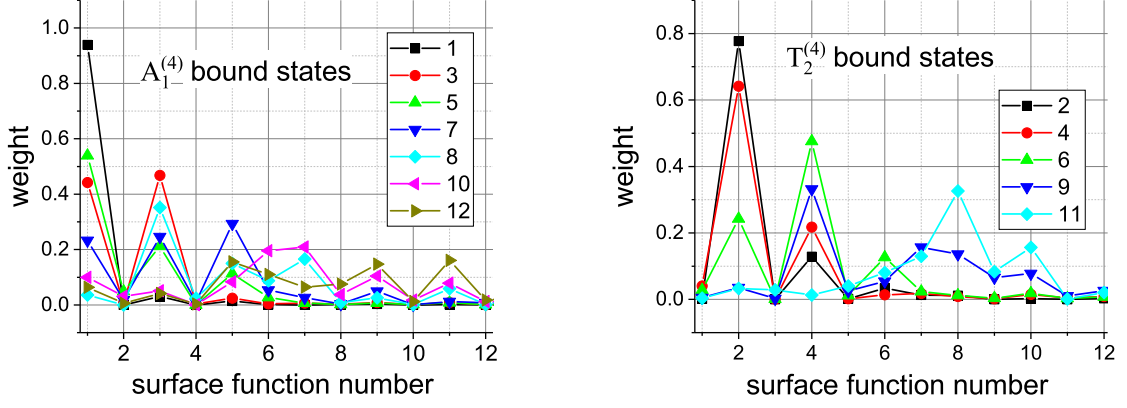 A₁⁽⁴⁾ bound states
1
3
5
7
8
10
12
weight
1.0
0.8
0.6
0.4
0.2
0.0
2 4 6 8 10 12
surface function number
T₂⁽⁴⁾ bound states
2
4
6
9
11
weight
0.8
0.6
0.4
0.2
0.0
2 4 6 8 10 12
surface function number